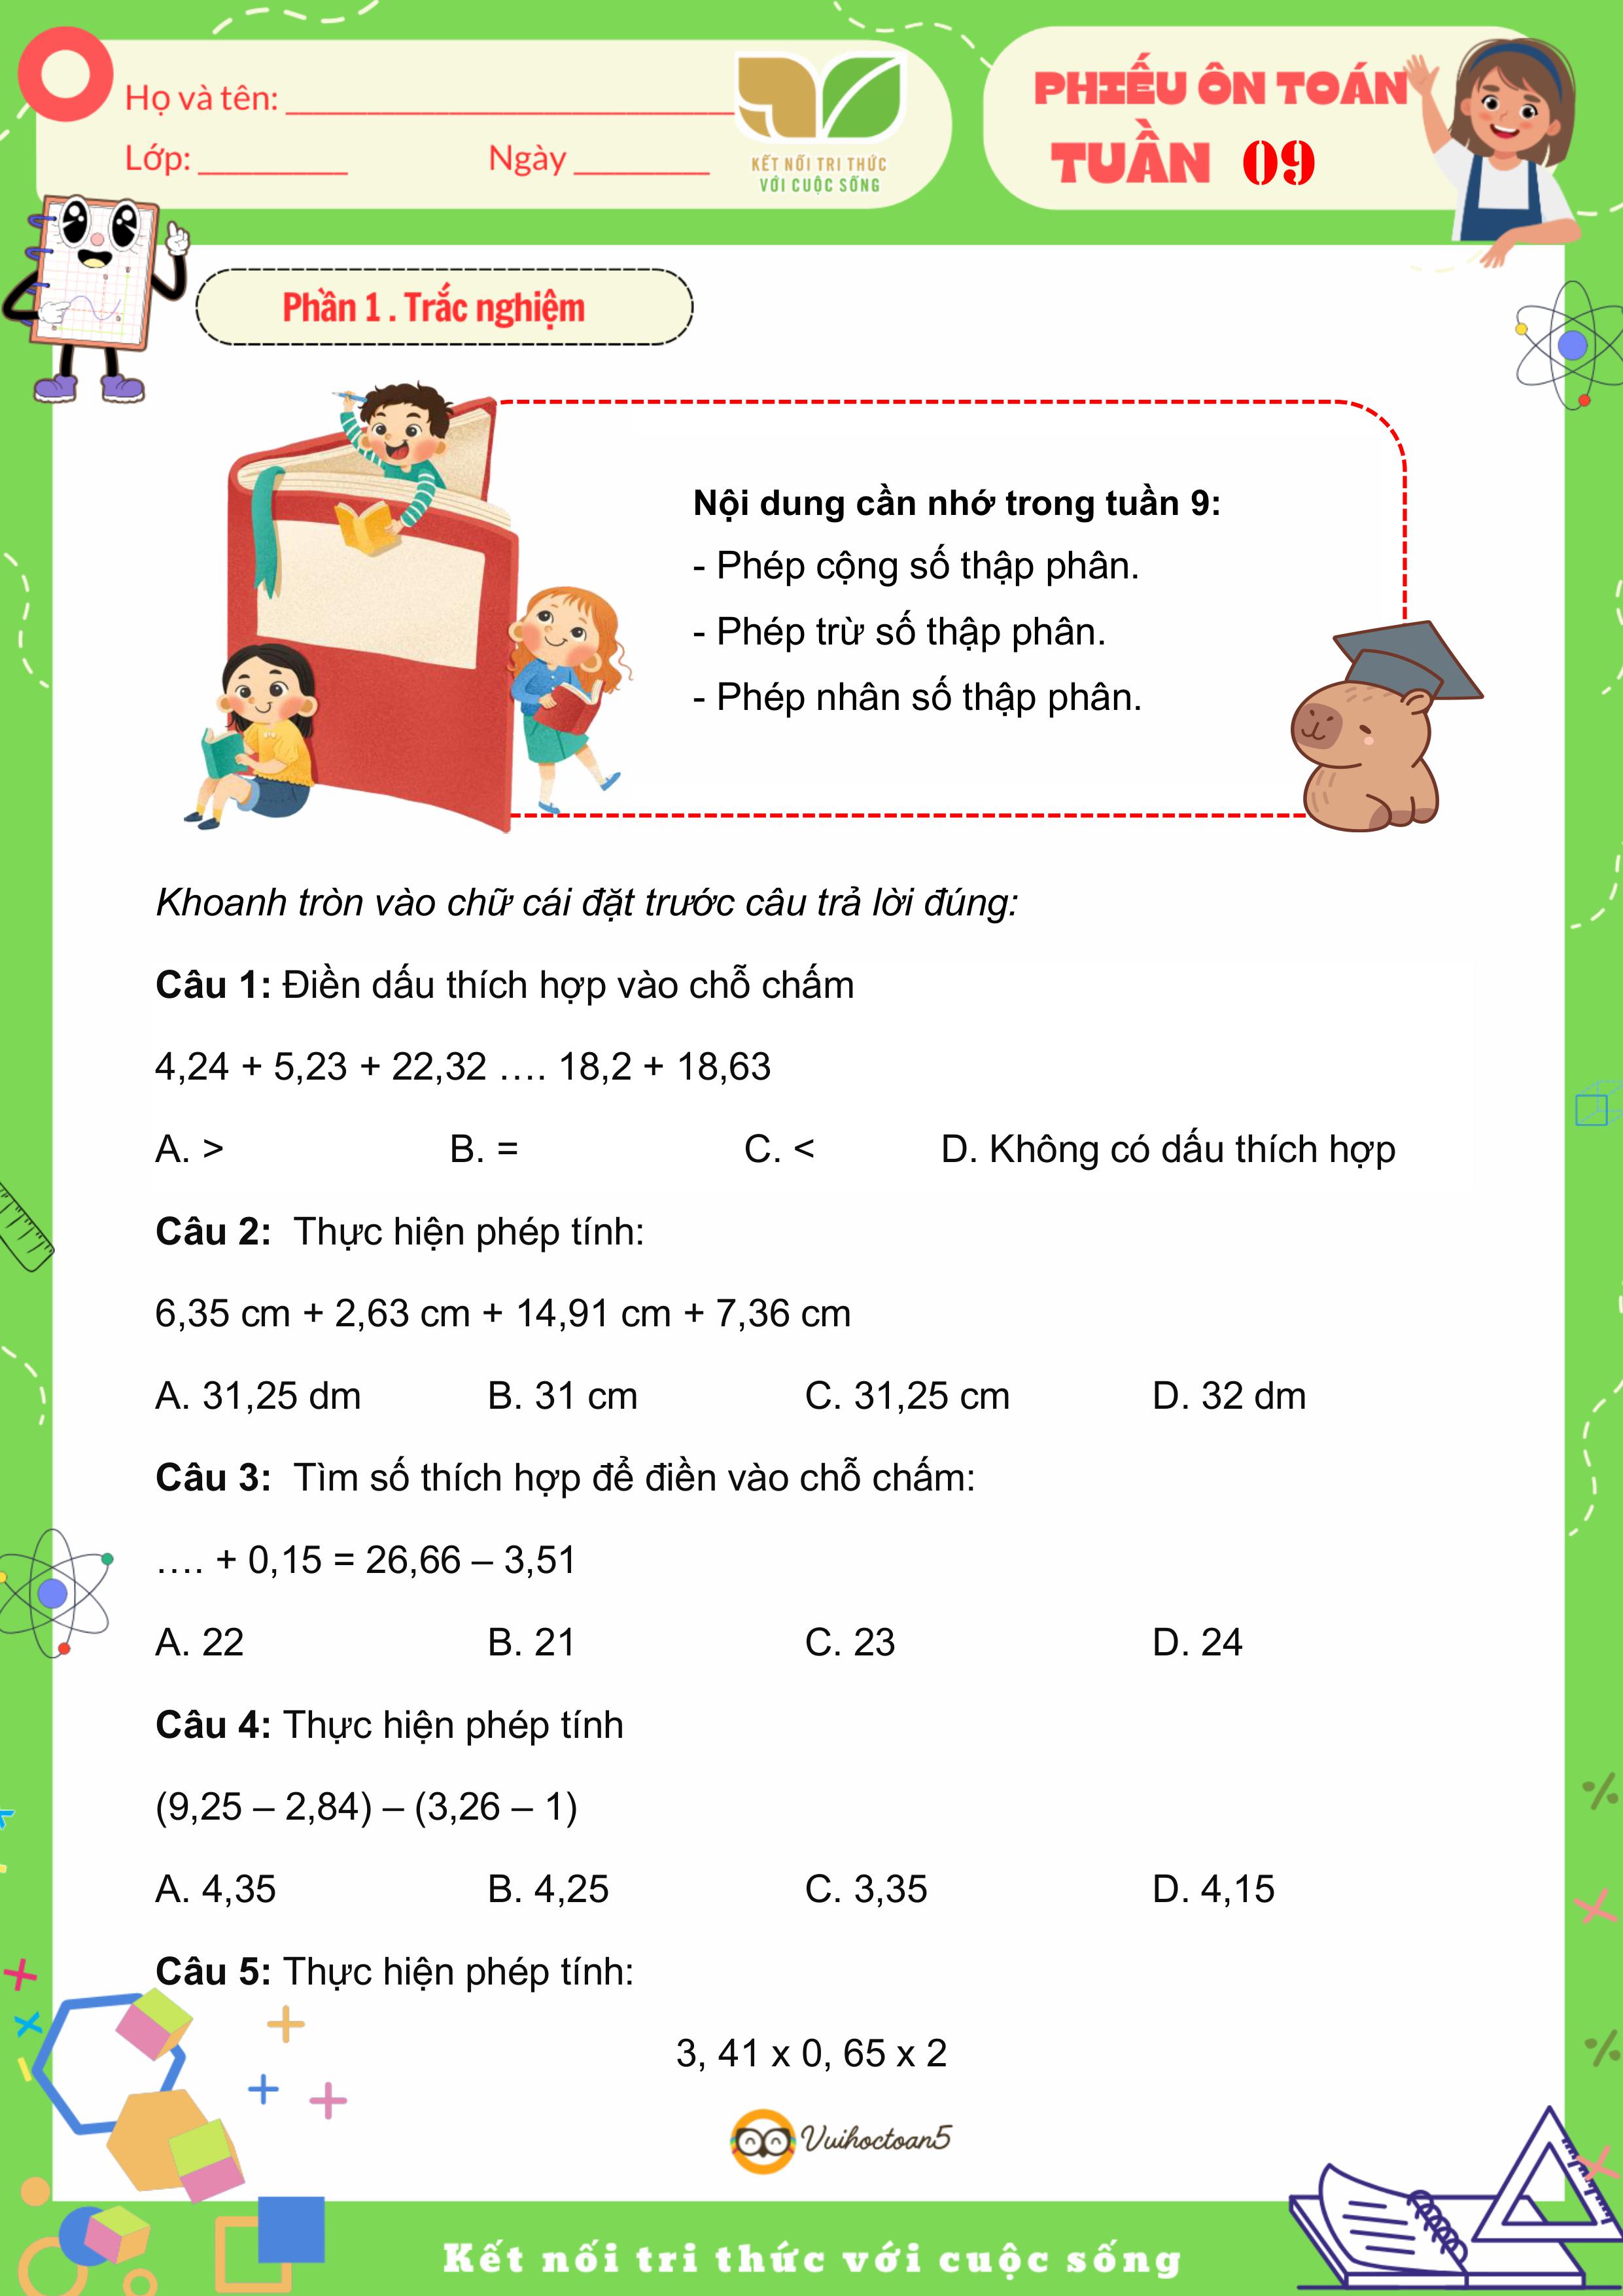 Họ và tên:
Lớp: Ngày
KẾT NỐI TRI THỨC
VỚI CUỘC SỐNG
PHIẾU ÔN TOÁN
TUẦN 09
Phần 1 . Trắc nghiệm
Nội dung cần nhớ trong tuần 9:
- Phép cộng số thập phân.
- Phép trừ số thập phân.
- Phép nhân số thập phân.
Khoanh tròn vào chữ cái đặt trước câu trả lời đúng:
Câu 1: Điền dấu thích hợp vào chỗ chấm
4,24 + 5,23 + 22,32 …. 18,2 + 18,63
A. > B. = C. < D. Không có dấu thích hợp
Câu 2: Thực hiện phép tính:
6,35 cm + 2,63 cm + 14,91 cm + 7,36 cm
A. 31,25 dm B. 31 cm C. 31,25 cm D. 32 dm
Câu 3: Tìm số thích hợp để điền vào chỗ chấm:
…. + 0,15 = 26,66 – 3,51
A. 22 B. 21 C. 23 D. 24
Câu 4: Thực hiện phép tính
(9,25 – 2,84) – (3,26 – 1)
A. 4,35 B. 4,25 C. 3,35 D. 4,15
Câu 5: Thực hiện phép tính:
3, 41 x 0, 65 x 2
Vuihoctoan5
Kết nối tri thức với cuộc sống